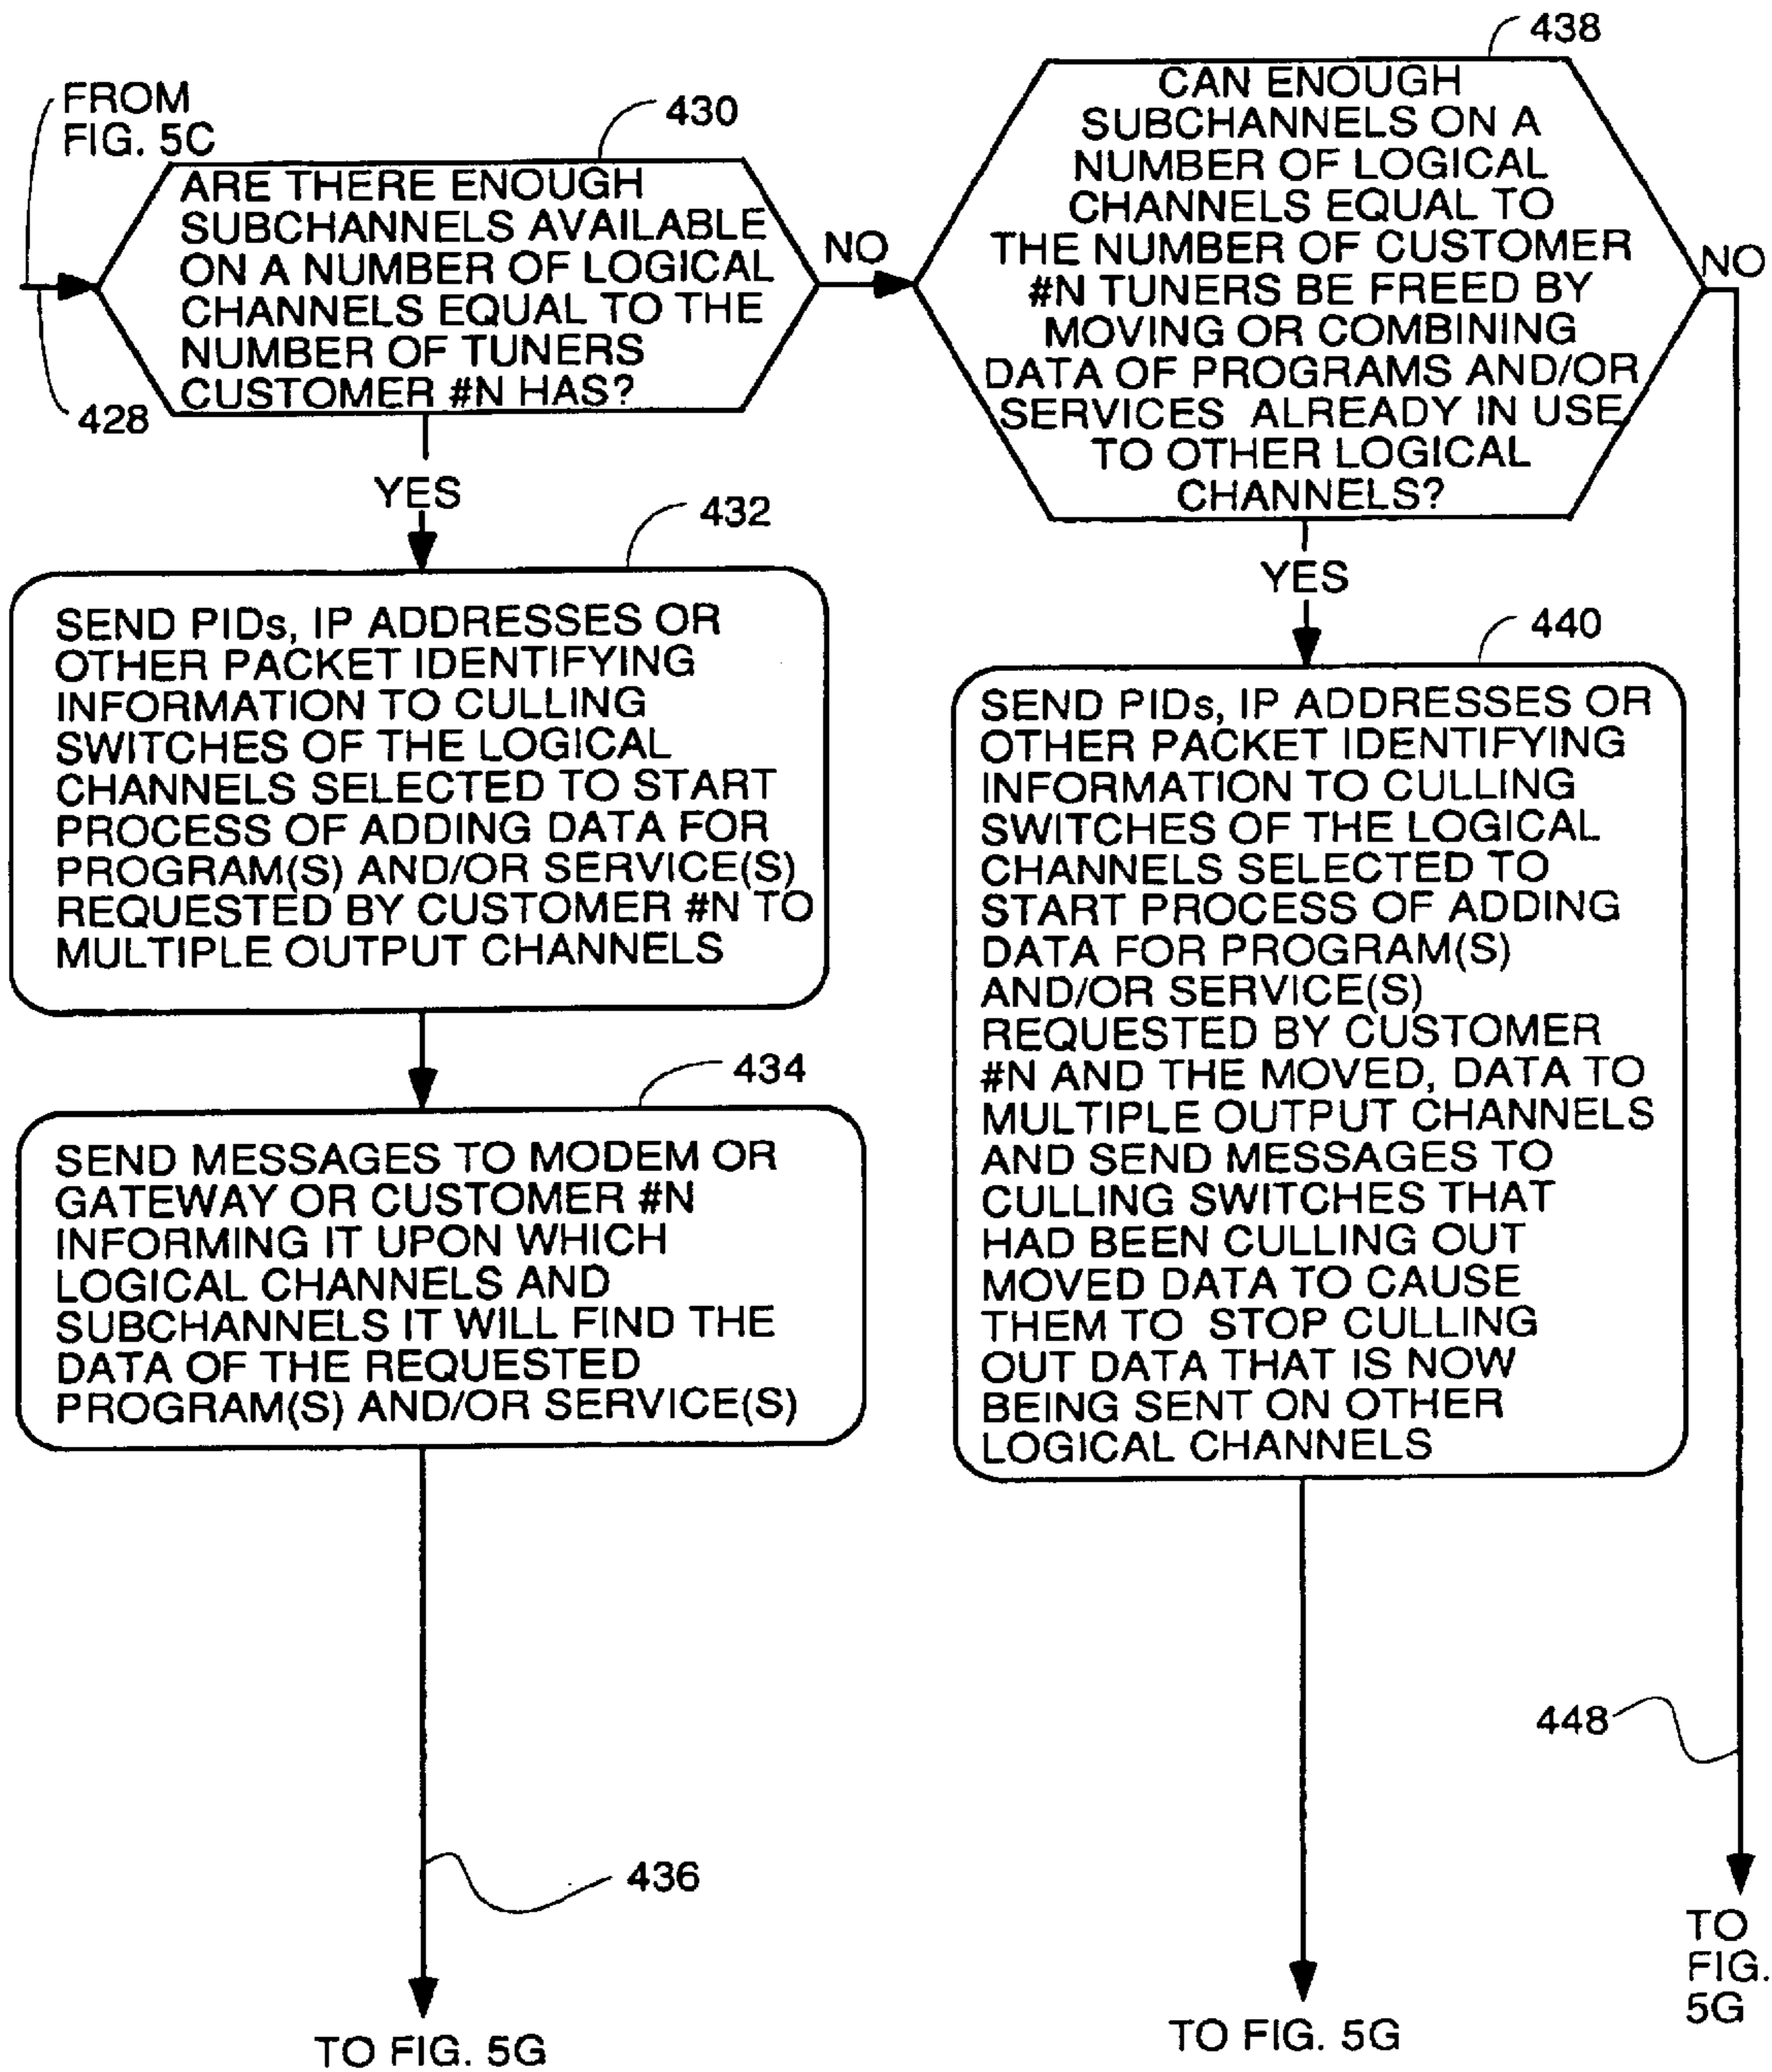 FROM
FIG. 5C
428
430
ARE THERE ENOUGH
SUBCHANNELS AVAILABLE
ON A NUMBER OF LOGICAL
CHANNELS EQUAL TO THE
NUMBER OF TUNERS
CUSTOMER #N HAS?
NO
YES
432
SEND PIDs, IP ADDRESSES OR
OTHER PACKET IDENTIFYING
INFORMATION TO CULLING
SWITCHES OF THE LOGICAL
CHANNELS SELECTED TO START
PROCESS OF ADDING DATA FOR
PROGRAM(S) AND/OR SERVICE(S)
REQUESTED BY CUSTOMER #N TO
MULTIPLE OUTPUT CHANNELS
434
SEND MESSAGES TO MODEM OR
GATEWAY OR CUSTOMER #N
INFORMING IT UPON WHICH
LOGICAL CHANNELS AND
SUBCHANNELS IT WILL FIND THE
DATA OF THE REQUESTED
PROGRAM(S) AND/OR SERVICE(S)
436
TO FIG. 5G
438
CAN ENOUGH
SUBCHANNELS ON A
NUMBER OF LOGICAL
CHANNELS EQUAL TO
THE NUMBER OF CUSTOMER
#N TUNERS BE FREED BY
MOVING OR COMBINING
DATA OF PROGRAMS AND/OR
SERVICES ALREADY IN USE
TO OTHER LOGICAL
CHANNELS?
NO
YES
440
SEND PIDs, IP ADDRESSES OR
OTHER PACKET IDENTIFYING
INFORMATION TO CULLING
SWITCHES OF THE LOGICAL
CHANNELS SELECTED TO
START PROCESS OF ADDING
DATA FOR PROGRAM(S)
AND/OR SERVICE(S)
REQUESTED BY CUSTOMER
#N AND THE MOVED, DATA TO
MULTIPLE OUTPUT CHANNELS
AND SEND MESSAGES TO
CULLING SWITCHES THAT
HAD BEEN CULLING OUT
MOVED DATA TO CAUSE
THEM TO STOP CULLING
OUT DATA THAT IS NOW
BEING SENT ON OTHER
LOGICAL CHANNELS
TO FIG. 5G
448
TO
FIG.
5G